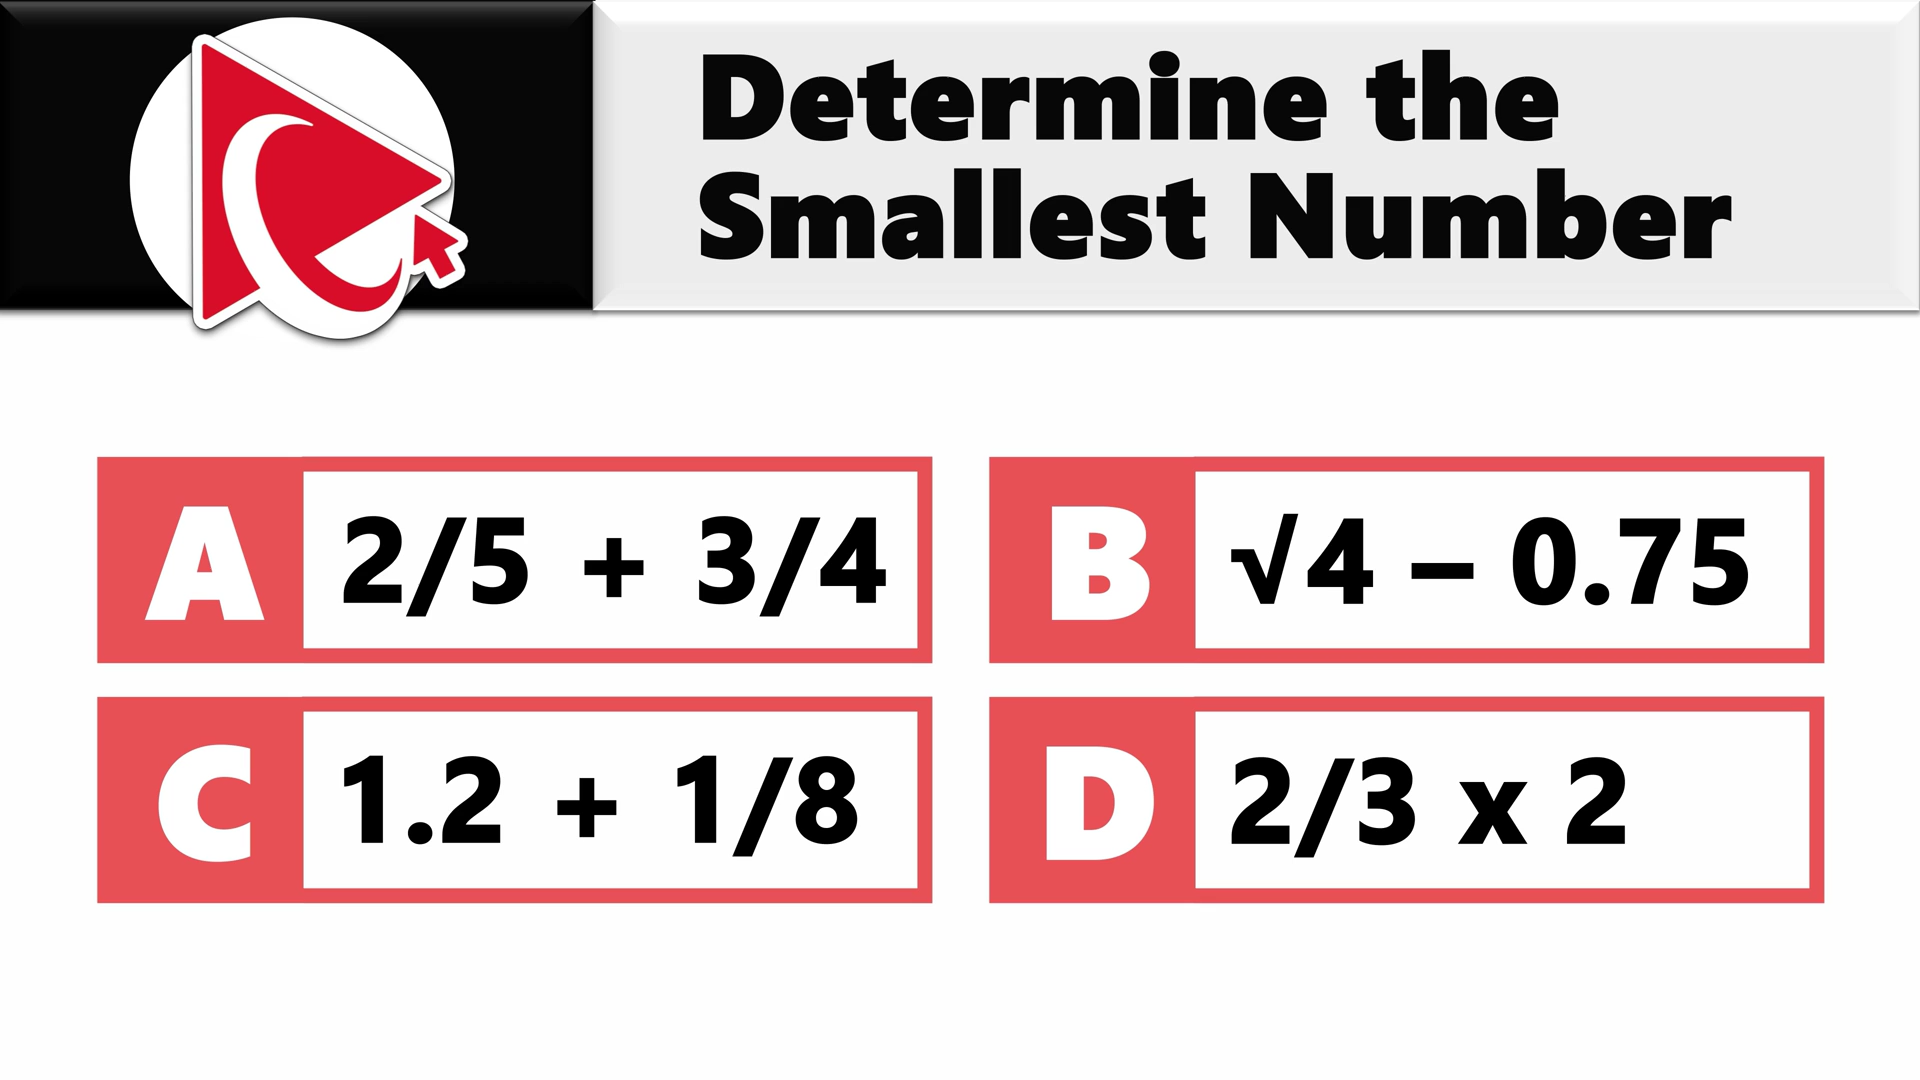 Determine the
Smallest Number
A 2/5 + 3/4
B √4 – 0.75
C 1.2 + 1/8
D 2/3 x 2